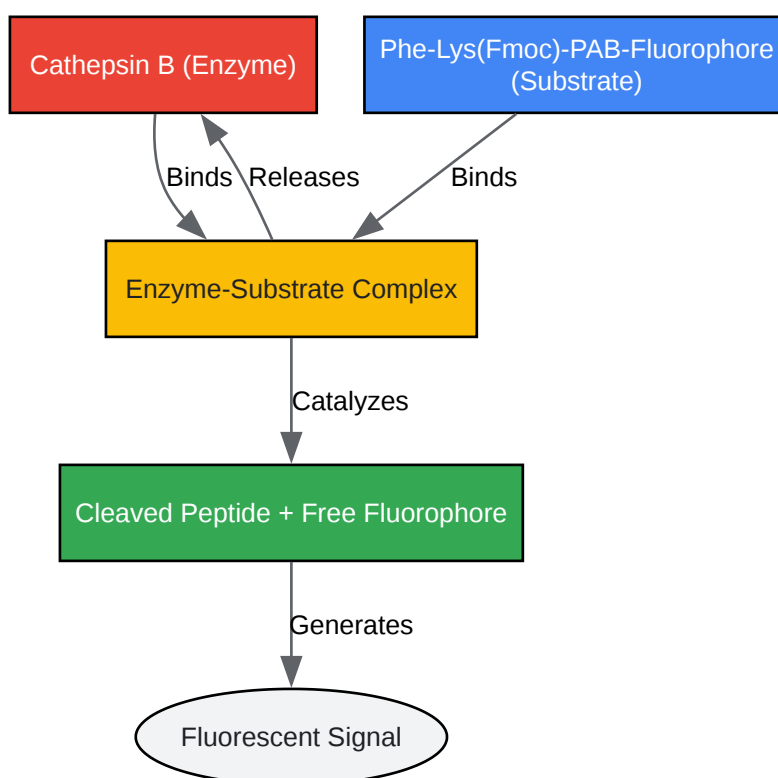 Cathepsin B (Enzyme)
Phe-Lys(Fmoc)-PAB-Fluorophore
(Substrate)
Binds
Releases
Binds
Enzyme-Substrate Complex
Catalyzes
Cleaved Peptide + Free Fluorophore
Generates
Fluorescent Signal